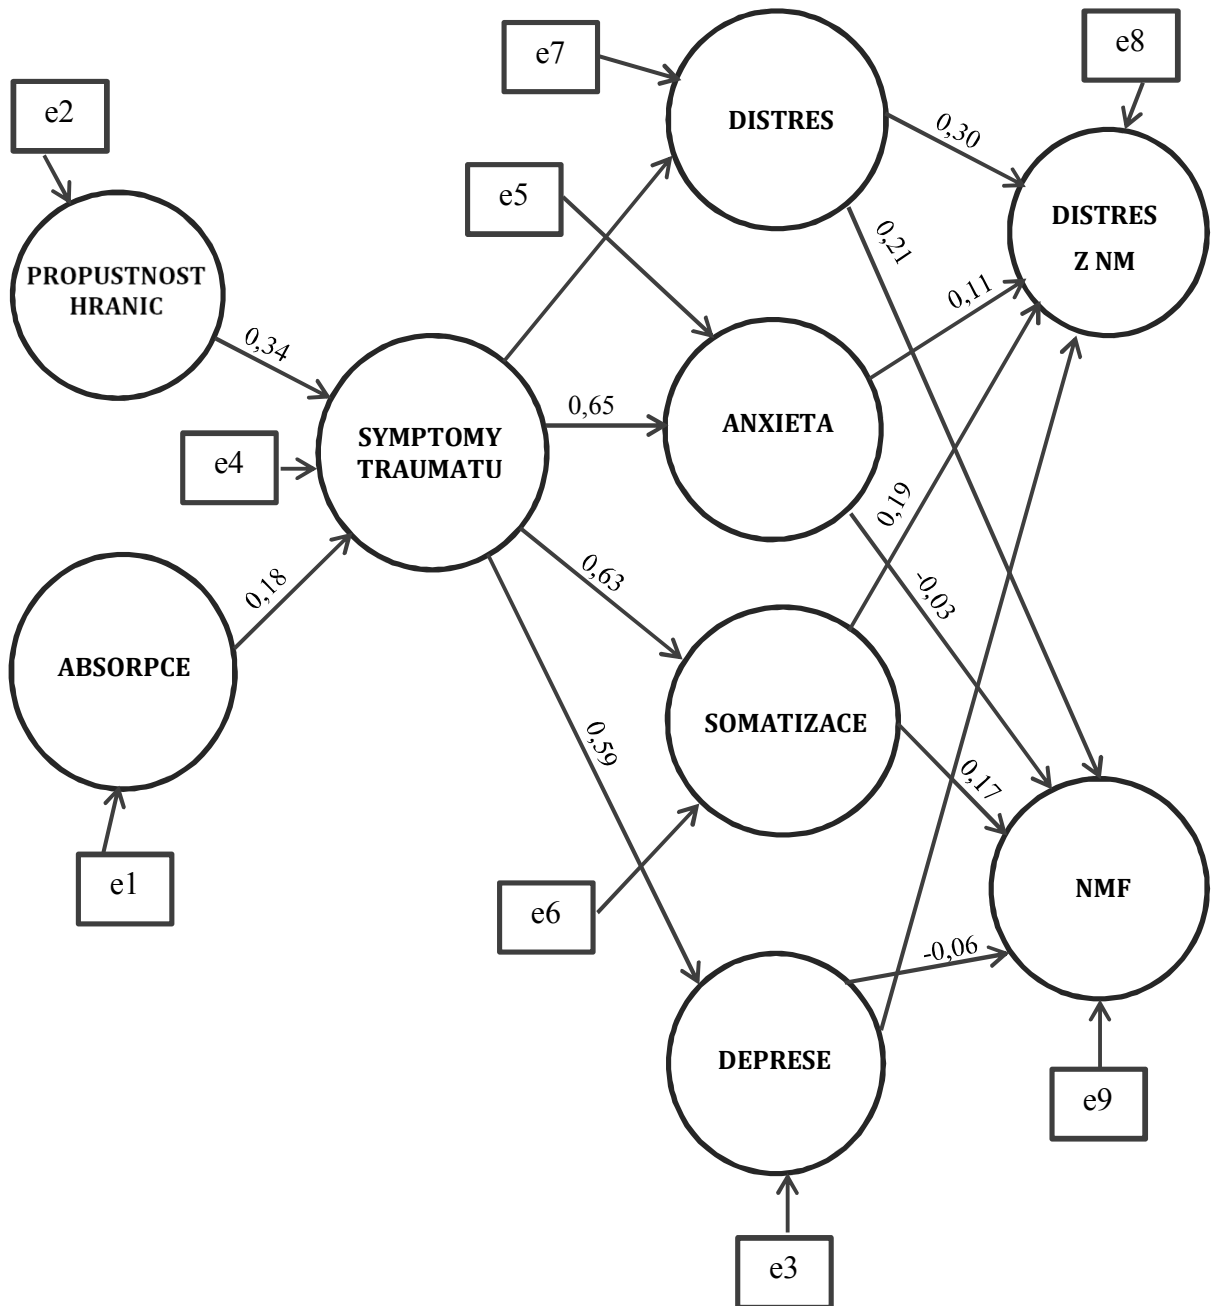 e7
e8
e2
DISTRES
0,30
e5
DISTRES
Z NM
0,21
PROPUSTNOST
HRANIC
0,11
0,34
0,65
ANXIETA
SYMPTOMY
TRAUMATU
e4
0,19
0,63
-0,03
0,18
ABSORPCE
SOMATIZACE
0,59
0,17
e1
NMF
e6
-0,06
DEPRESE
e9
e3